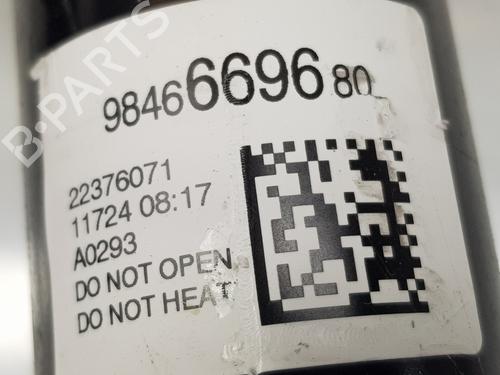 B-PARTS
9846669680
22376071
11724 08:17
A0293
DO NOT OPEN
DO NOT HEAT